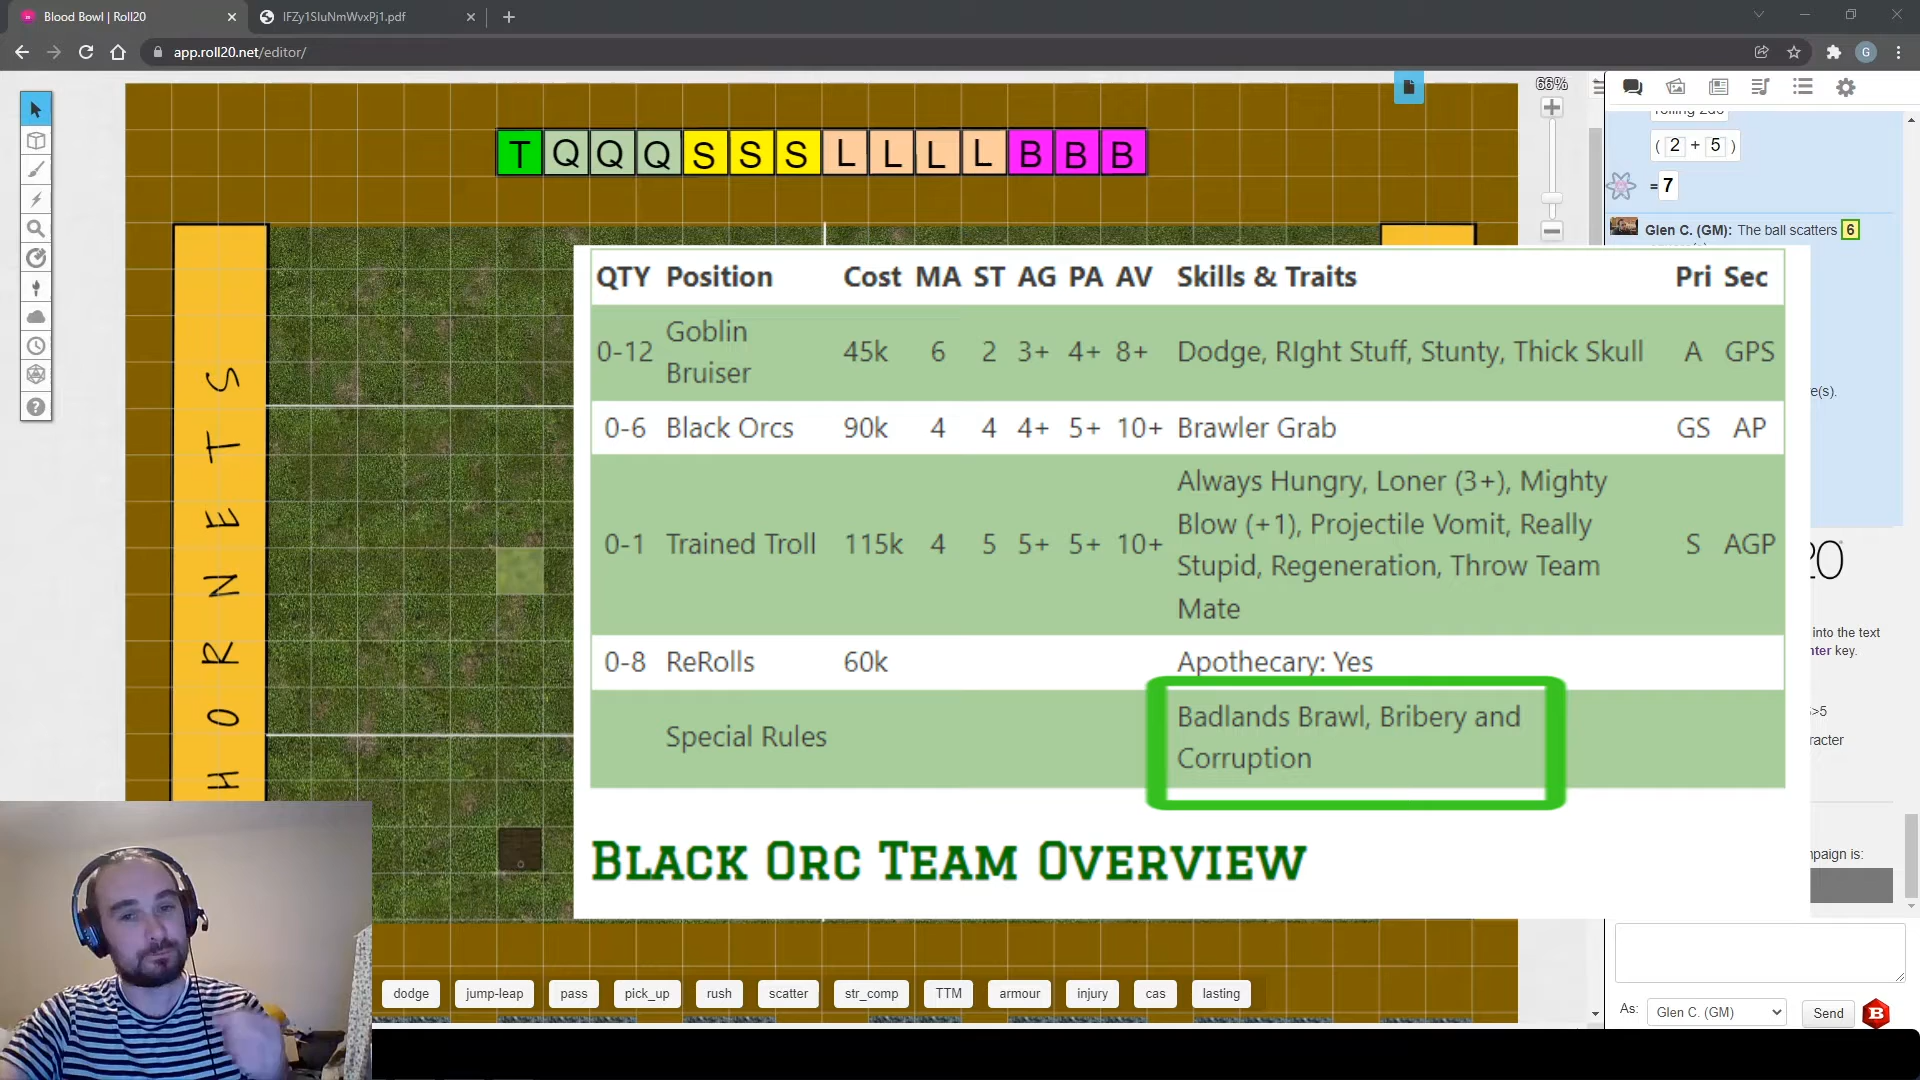 Blood Bowl | Roll20
IFZy1SIuNmWvxPj1.pdf
app.roll20.net/editor/
G
66%
T Q Q Q S S S L L L L B B B
HORNETS
( 2 + 5 )
= 7
Glen C. (GM): The ball scatters 6
QTY Position Cost MA ST AG PA AV Skills & Traits Pri Sec
0-12 Goblin Bruiser 45k 6 2 3+ 4+ 8+ Dodge, RIght Stuff, Stunty, Thick Skull A GPS
0-6 Black Orcs 90k 4 4 4+ 5+ 10+ Brawler Grab GS AP
0-1 Trained Troll 115k 4 5 5+ 5+ 10+ Always Hungry, Loner (3+), Mighty
Blow (+1), Projectile Vomit, Really
Stupid, Regeneration, Throw Team
Mate S AGP
0-8 ReRolls 60k Apothecary: Yes
Special Rules Badlands Brawl, Bribery and
Corruption
Black Orc Team Overview
e(s).
into the text
nter key.
>5
racter
npaign is:
dodge jump-leap pass pick_up rush scatter str_comp TTM armour injury cas lasting
As: Glen C. (GM) Send
B